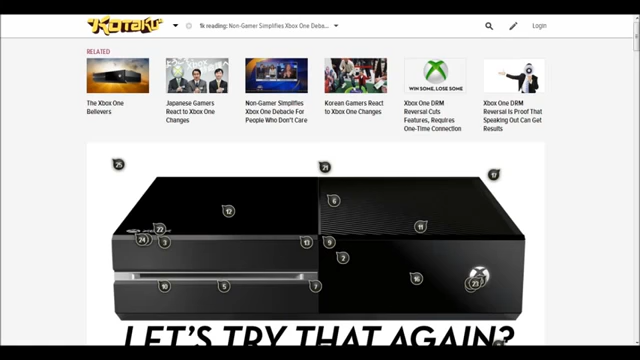 KOTAKU
1k reading: Non-Gamer Simplifies Xbox One Deba...
Login
RELATED
The Xbox One
Believers
Japanese Gamers
React to Xbox One
Changes
Non-Gamer Simplifies
Xbox One Debacle For
People Who Don't Care
Korean Gamers React
to Xbox One Changes
WIN SOME, LOSE SOME
Xbox One DRM
Reversal Cuts
Features, Requires
One-Time Connection
Xbox One DRM
Reversal Is Proof That
Speaking Out Can Get
Results
25
21
17
6
12
11
22
24
3
13
9
2
16
23
10
5
7
LET'S TRY THAT AGAIN?